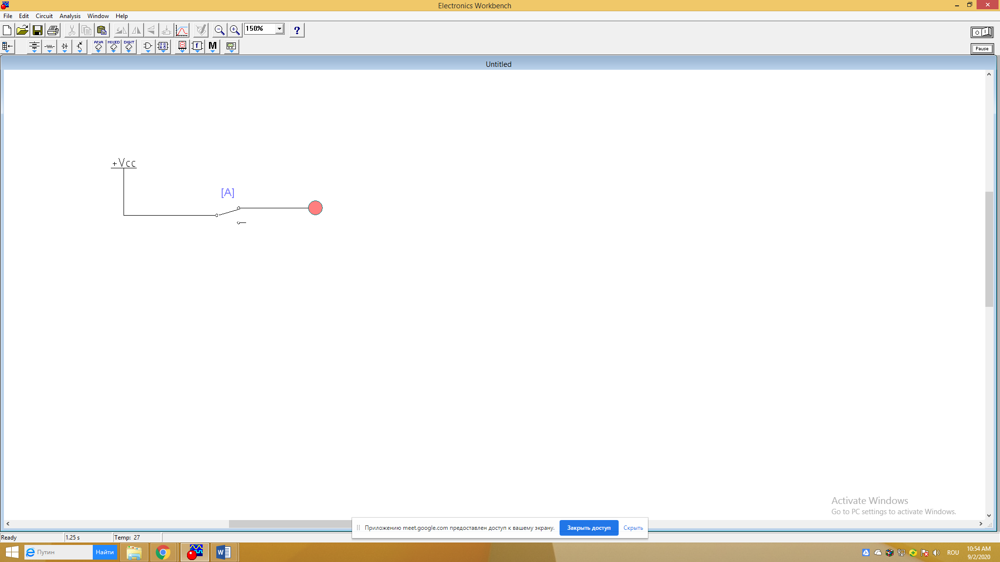 Electronics Workbench
File Edit Circuit Analysis Window Help
150%
?
O I
ANA MIXED DIGIT
f M
Pause
Untitled
+Vcc
[A]
Activate Windows
Go to PC settings to activate Windows.
Приложению meet.google.com предоставлен доступ к вашему экрану. Закрыть доступ Скрыть
Ready 1.25 s Temp: 27
Путин Найти
W
ROU
10:54 AM
9/2/2020